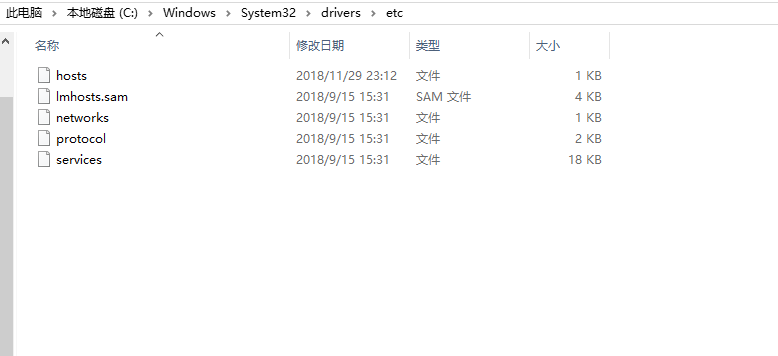 此电脑 > 本地磁盘 (C:) > Windows > System32 > drivers > etc
名称 修改日期 类型 大小
hosts 2018/11/29 23:12 文件 1 KB
lmhosts.sam 2018/9/15 15:31 SAM 文件 4 KB
networks 2018/9/15 15:31 文件 1 KB
protocol 2018/9/15 15:31 文件 2 KB
services 2018/9/15 15:31 文件 18 KB